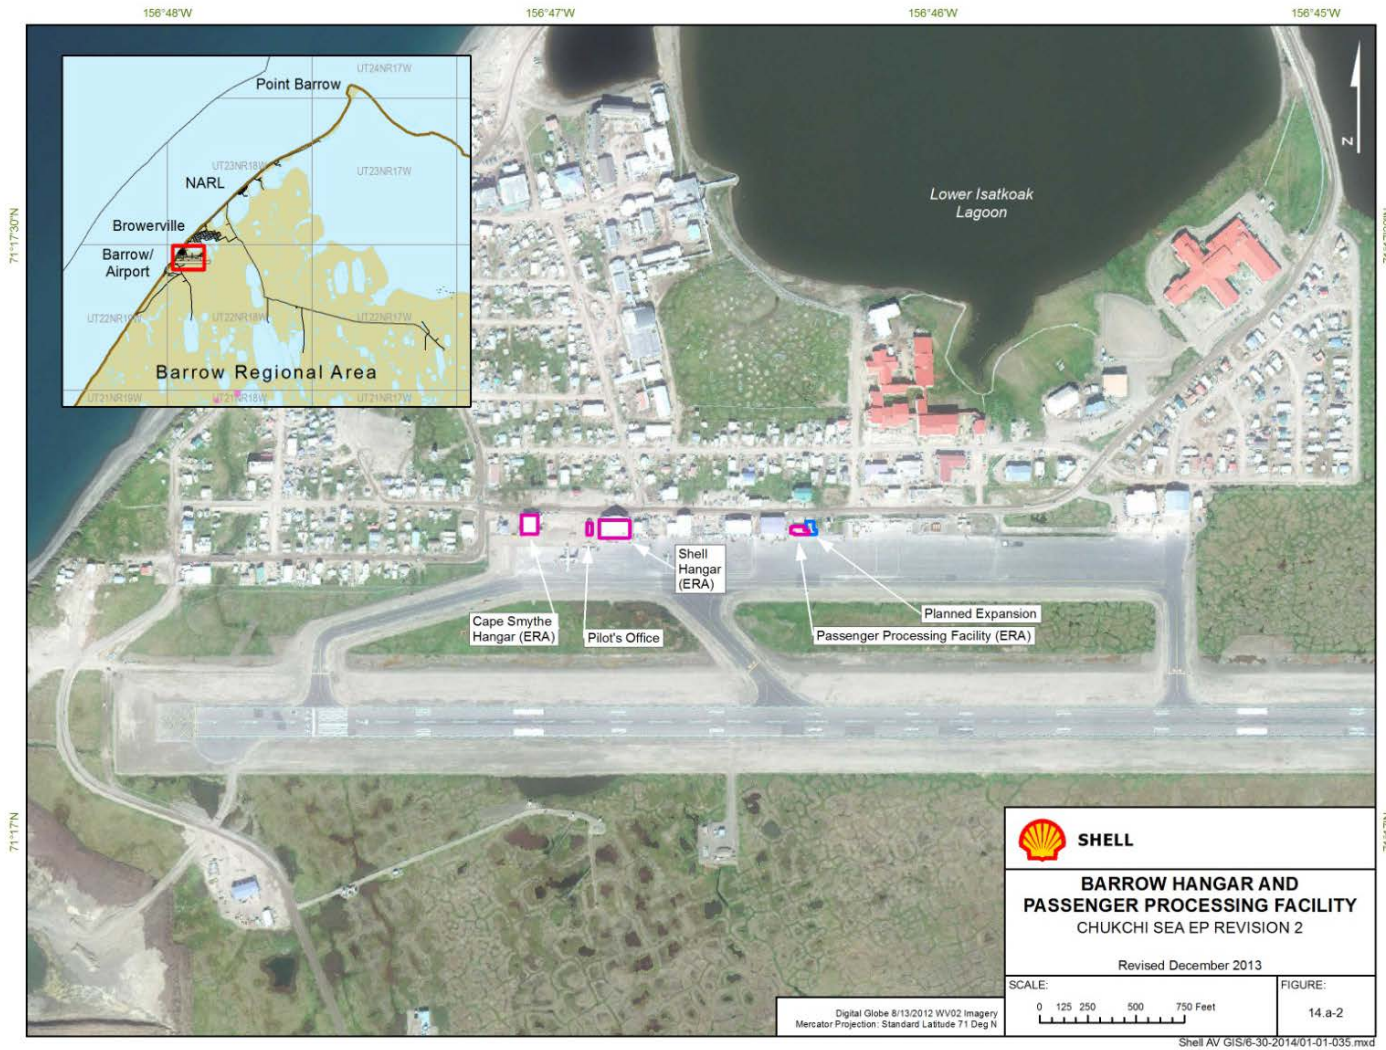 156°48'W
156°47'W
156°46'W
156°45'W
71°17'30"N
71°17'N
UT24NR17W
Point Barrow
UT23NR18W
UT23NR17W
NARL
Browerville
Barrow/
Airport
UT22NR19W
UT22NR18W
UT22NR17W
Barrow Regional Area
UT21NR19W
UT21NR18W
UT21NR17W
N
Lower Isatkoak
Lagoon
Shell
Hangar
(ERA)
Cape Smythe
Hangar (ERA)
Pilot's Office
Planned Expansion
Passenger Processing Facility (ERA)
SHELL
BARROW HANGAR AND
PASSENGER PROCESSING FACILITY
CHUKCHI SEA EP REVISION 2
Revised December 2013
SCALE:
0 125 250 500 750 Feet
FIGURE:
14.a-2
Digital Globe 8/13/2012 WV02 Imagery
Mercator Projection: Standard Latitude 71 Deg N
Shell AV GIS/6-30-2014/01-01-035.mxd